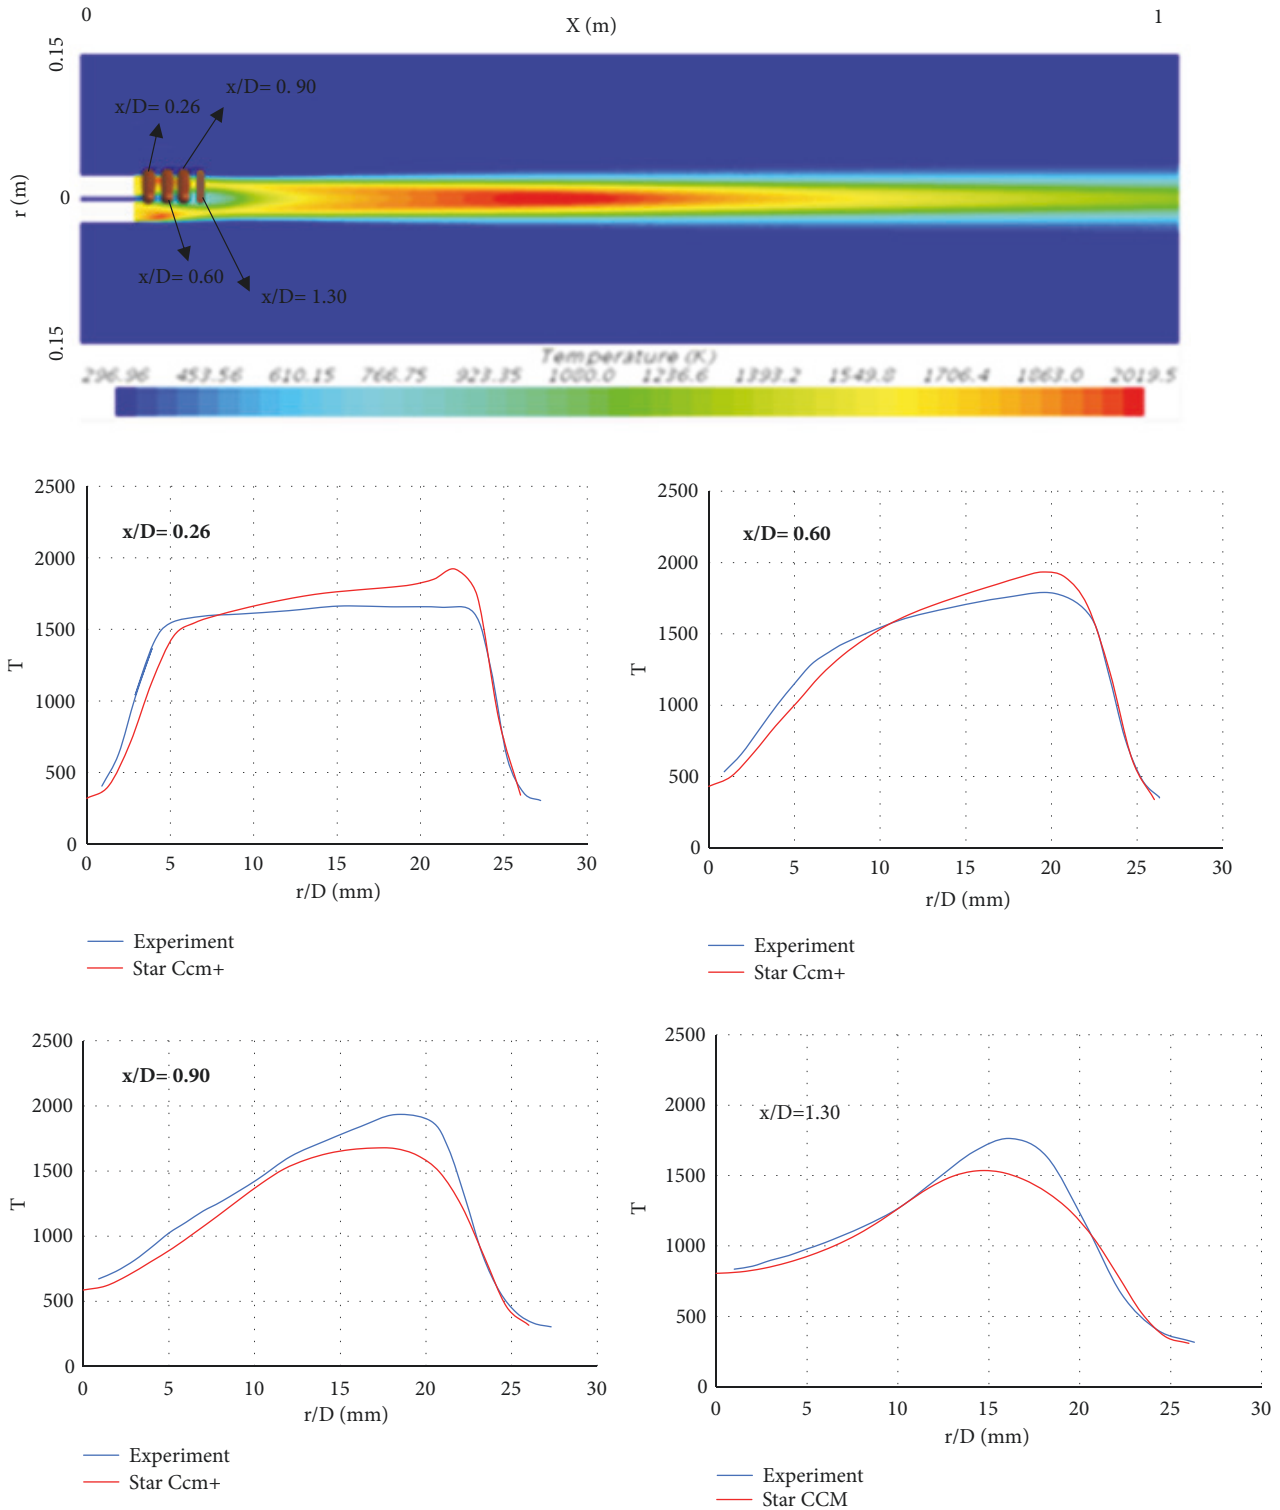 0
X (m)
1
0.15
x/D= 0. 90
x/D= 0.26
r (m)
0
x/D= 0.60
x/D= 1.30
0.15
Temperature (K)
296.96 453.56 610.15 766.75 923.35 1080.0 1236.6 1393.2 1549.8 1706.4 1863.0 2019.5
2500
x/D= 0.26
2000
1500
T
1000
500
0
0 5 10 15 20 25 30
r/D (mm)
Experiment
Star Ccm+
2500
x/D= 0.60
2000
1500
T
1000
500
0
0 5 10 15 20 25 30
r/D (mm)
Experiment
Star Ccm+
2500
x/D= 0.90
2000
1500
T
1000
500
0
0 5 10 15 20 25 30
r/D (mm)
Experiment
Star Ccm+
2500
2000
x/D=1.30
1500
T
1000
500
0
0 5 10 15 20 25 30
r/D (mm)
Experiment
Star CCM